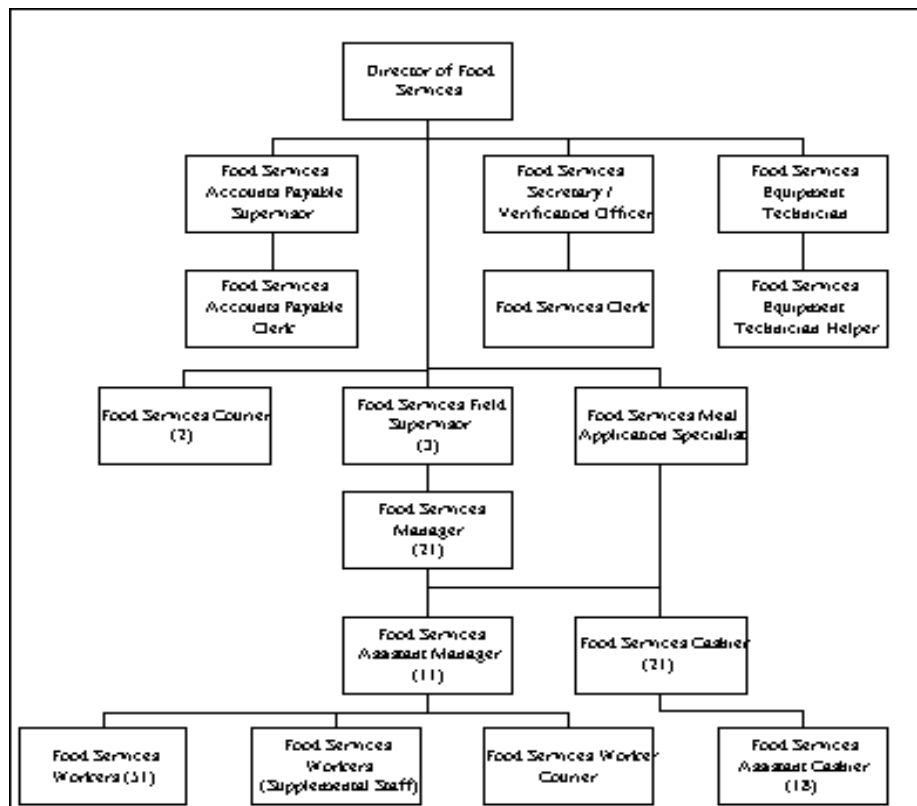 Director of Food
Services
Food Services
Accounts Payable
Supervisor
Food Services
Secretary /
Verification Officer
Food Services
Equipment
Technician
Food Services
Accounts Payable
Clerk
Food Services Clerk
Food Services
Equipment
Technician Helper
Food Services Courier
(2)
Food Services Field
Supervisor
(3)
Food Services Meal
Application Specialist
Food Services
Manager
(21)
Food Services
Assistant Manager
(11)
Food Services Cashier
(21)
Food Services
Workers (51)
Food Services
Workers
(Supplemental Staff)
Food Services Worker
Courier
Food Services
Assistant Cashier
(18)